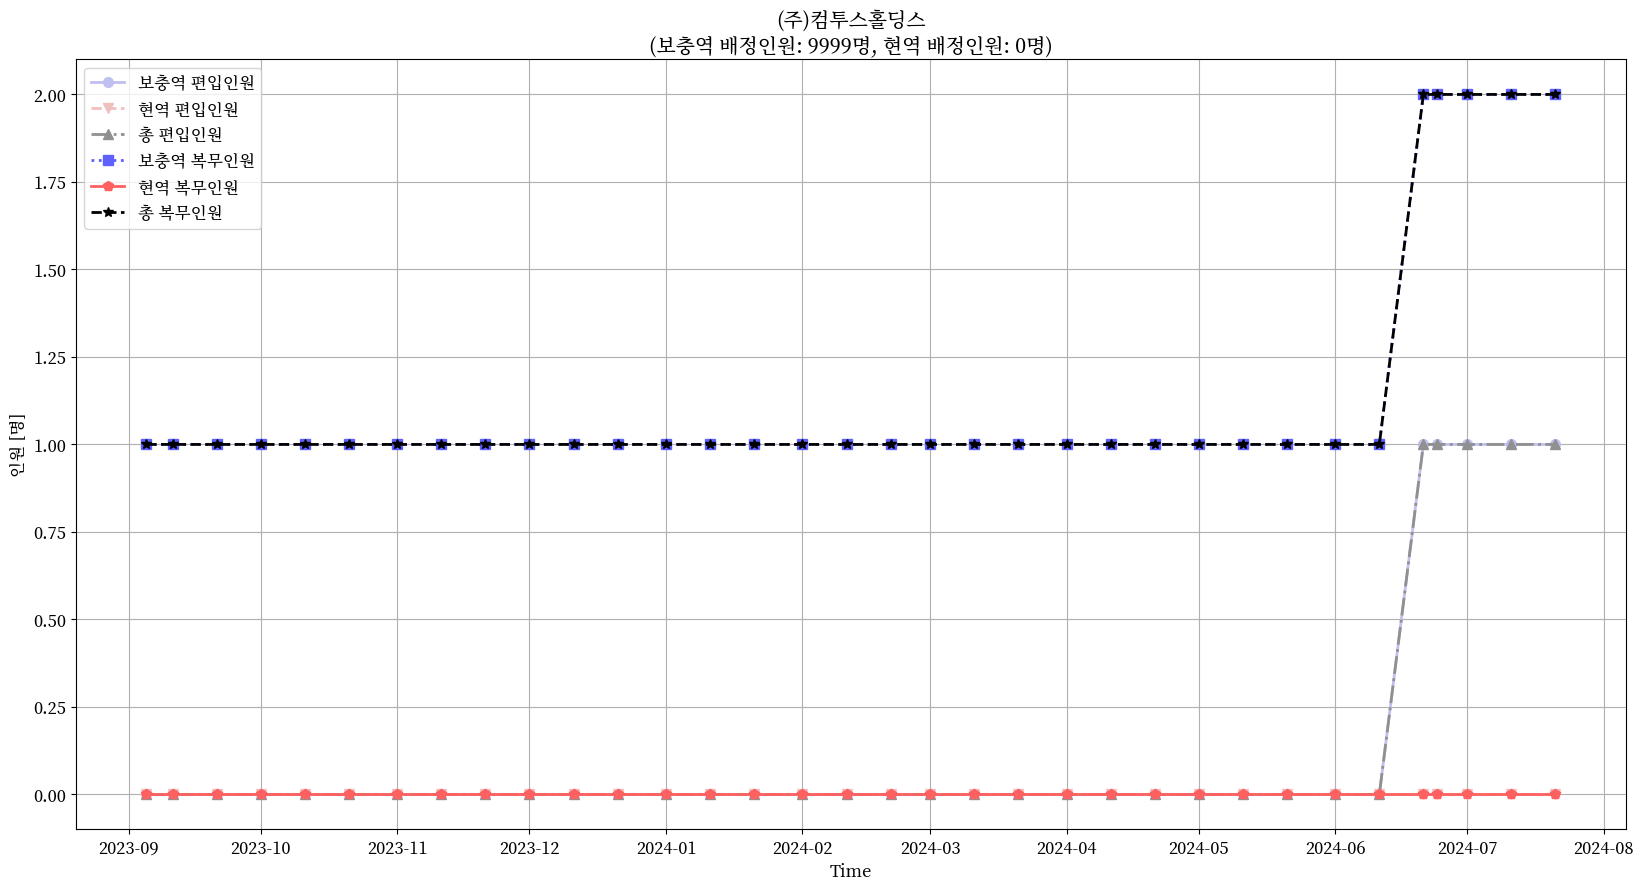 (주)컴투스홀딩스
(보충역 배정인원: 9999명, 현역 배정인원: 0명)
보충역 편입인원
현역 편입인원
총 편입인원
보충역 복무인원
현역 복무인원
총 복무인원
2.00
1.75
1.50
1.25
1.00
0.75
0.50
0.25
0.00
인원 [명]
2023-09 2023-10 2023-11 2023-12 2024-01 2024-02 2024-03 2024-04 2024-05 2024-06 2024-07 2024-08
Time